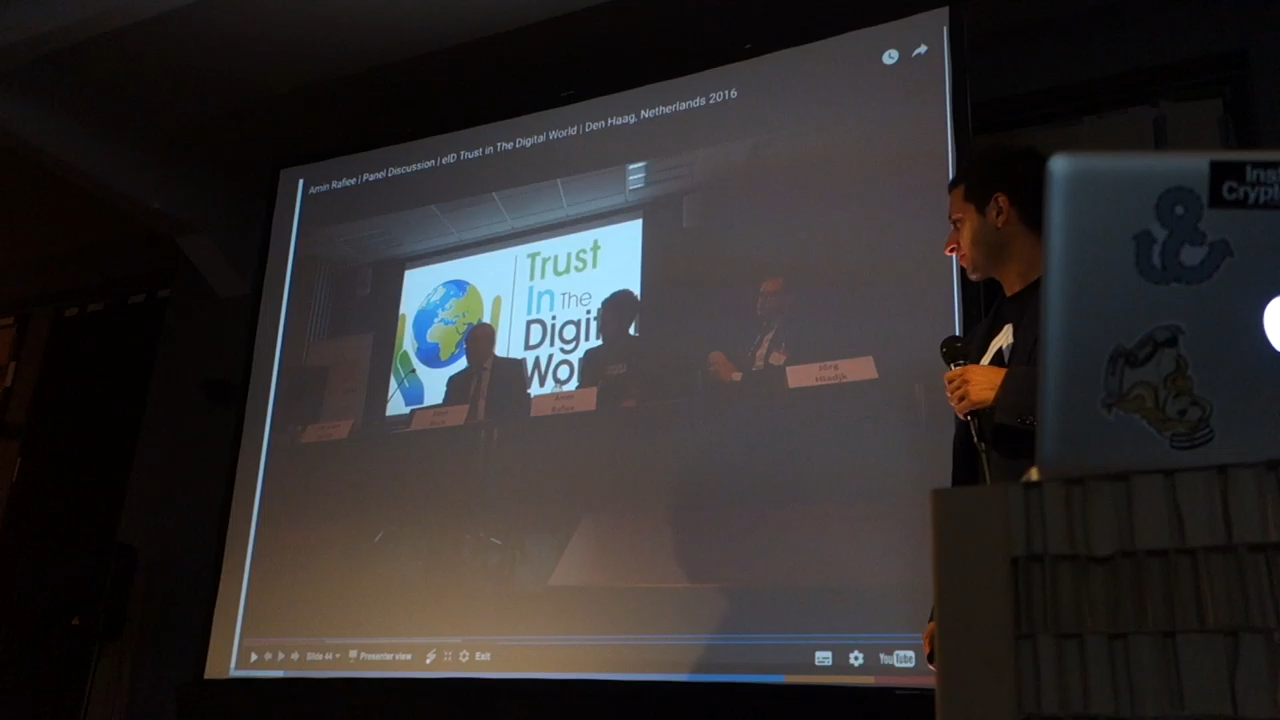 Amin Rafiee | Panel Discussion | eID Trust in The Digital World | Den Haag, Netherlands 2016
Trust
In The
Digit
Wo
Amin
Rafiee
Jörg
Hladjk
Slide 44
Presenter view
Exit
YouTube